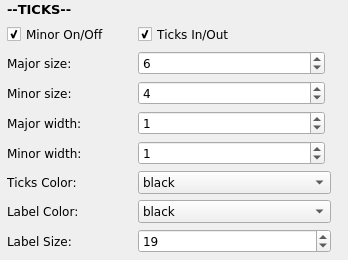 --TICKS--
Minor On/Off Ticks In/Out
Major size: 6
Minor size: 4
Major width: 1
Minor width: 1
Ticks Color: black
Label Color: black
Label Size: 19